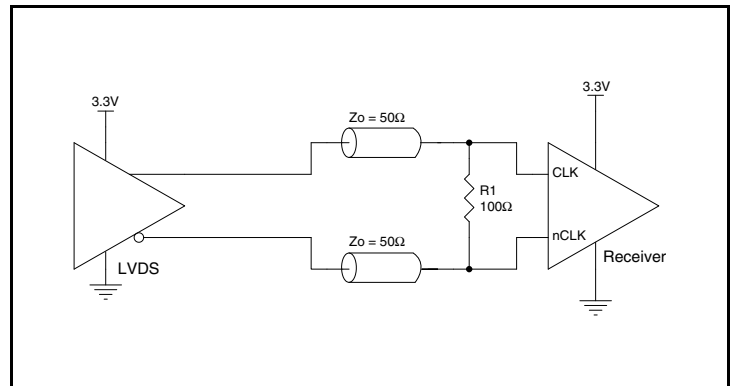 3.3V
3.3V
Zo = 50Ω
CLK
R1
100Ω
nCLK
Zo = 50Ω
Receiver
LVDS